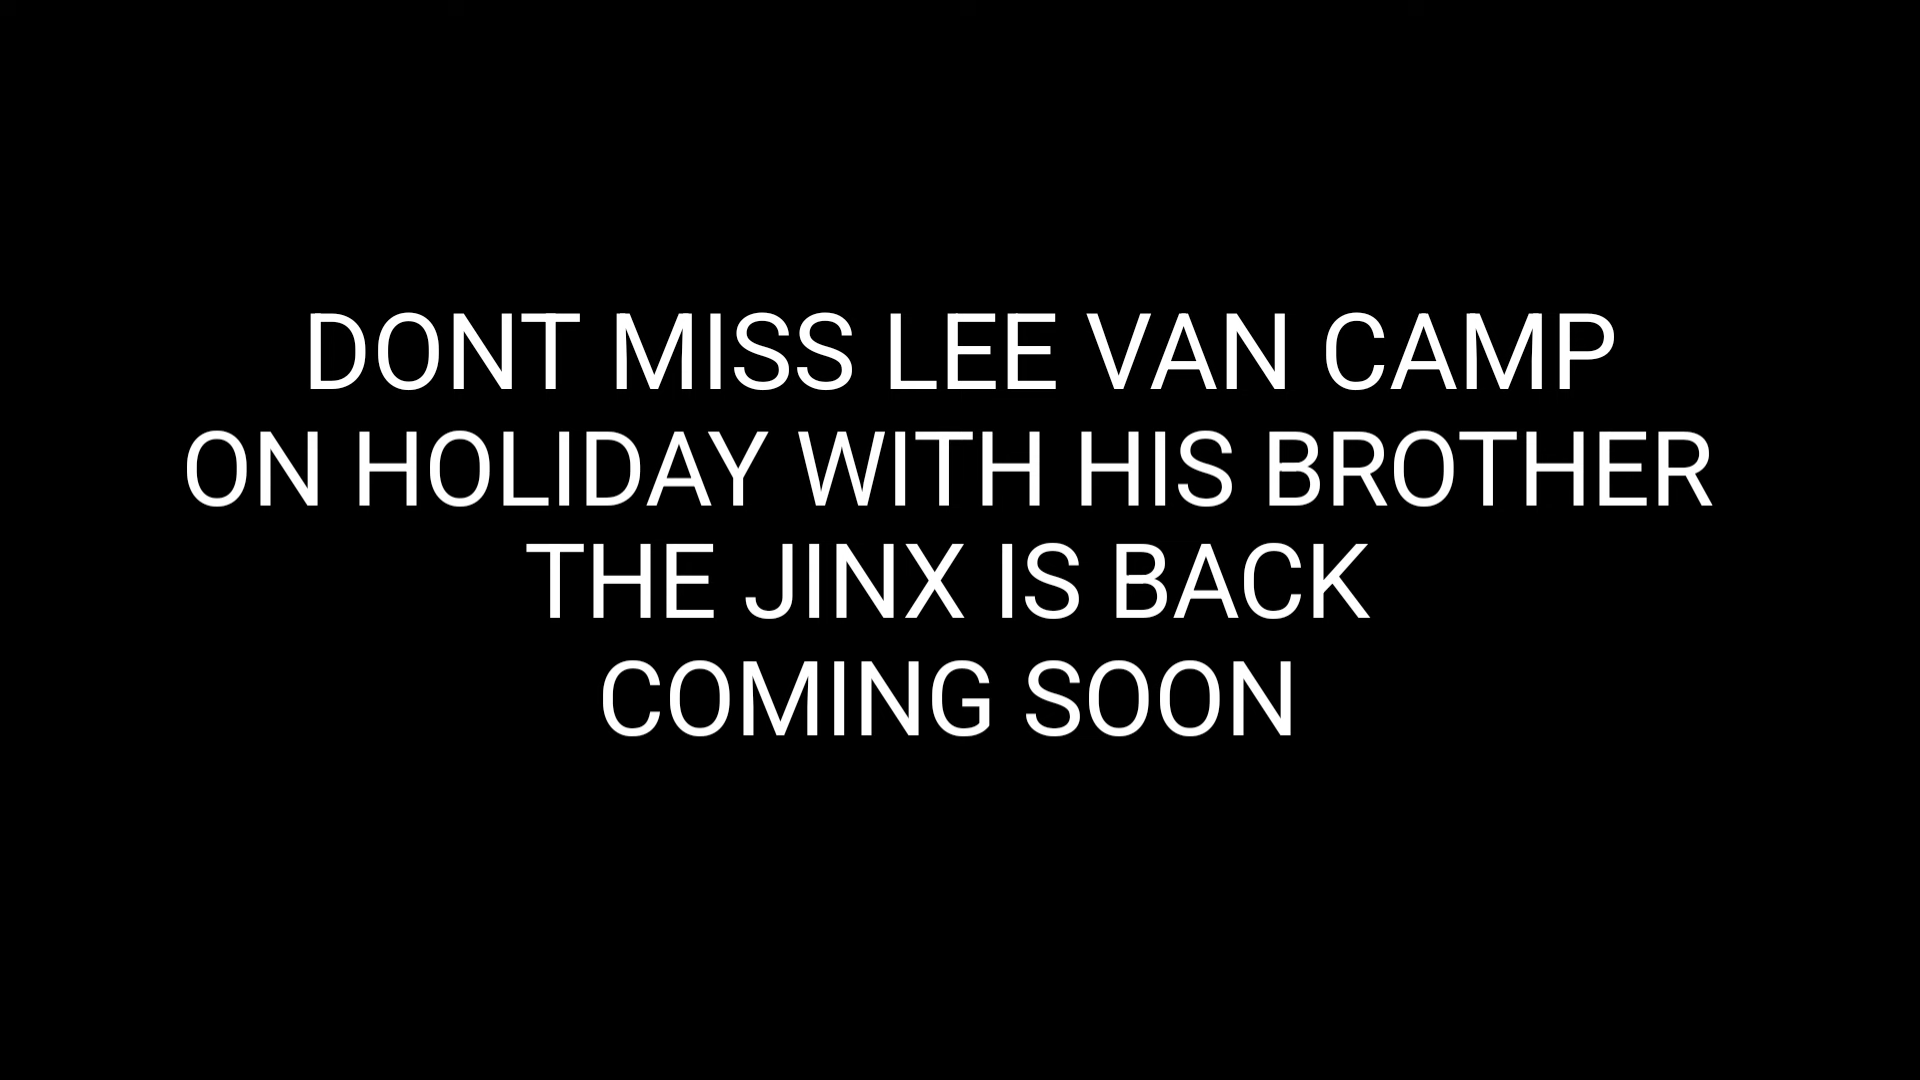 DONT MISS LEE VAN CAMP
ON HOLIDAY WITH HIS BROTHER
THE JINX IS BACK
COMING SOON